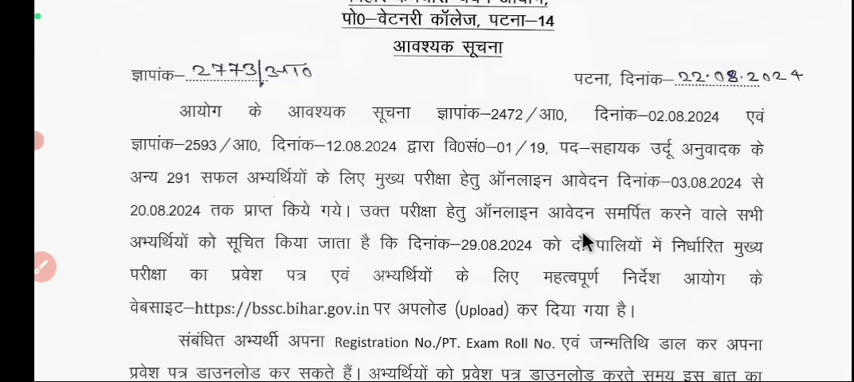 पो0–वेटनरी कॉलेज, पटना–14
आवश्यक सूचना
ज्ञापांक–2773/आ0 पटना, दिनांक–22.08.2024
आयोग के आवश्यक सूचना ज्ञापांक–2472/आ0, दिनांक–02.08.2024 एवं
ज्ञापांक–2593/आ0, दिनांक–12.08.2024 द्वारा वि0सं0–01/19, पद–सहायक उर्दू अनुवादक के
अन्य 291 सफल अभ्यर्थियों के लिए मुख्य परीक्षा हेतु ऑनलाइन आवेदन दिनांक–03.08.2024 से
20.08.2024 तक प्राप्त किये गये। उक्त परीक्षा हेतु ऑनलाइन आवेदन समर्पित करने वाले सभी
अभ्यर्थियों को सूचित किया जाता है कि दिनांक–29.08.2024 को दो पालियों में निर्धारित मुख्य
परीक्षा का प्रवेश पत्र एवं अभ्यर्थियों के लिए महत्वपूर्ण निर्देश आयोग के
वेबसाइट–https://bssc.bihar.gov.in पर अपलोड (Upload) कर दिया गया है।
संबंधित अभ्यर्थी अपना Registration No./PT. Exam Roll No. एवं जन्मतिथि डाल कर अपना
प्रवेश पत्र डाउनलोड कर सकते हैं। अभ्यर्थियों को प्रवेश पत्र डाउनलोड करते समय इस बात का